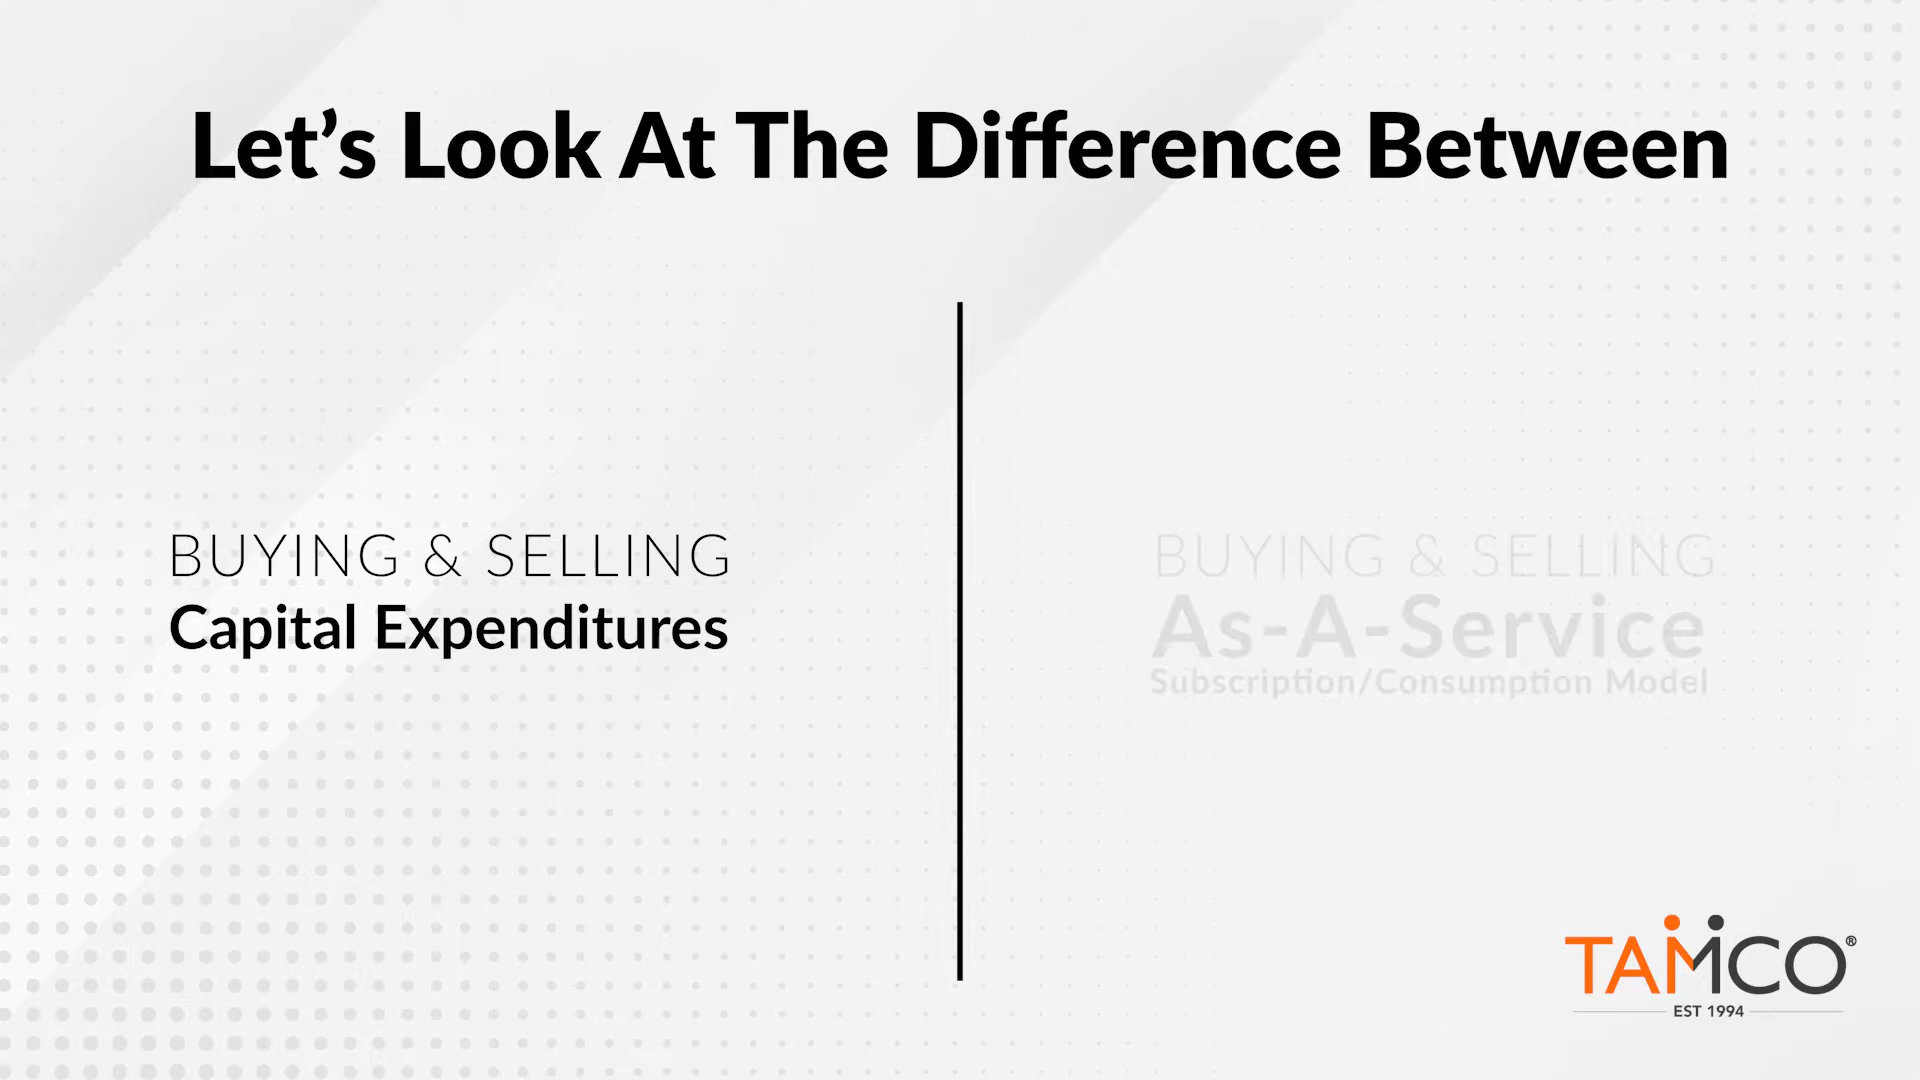 Let’s Look At The Difference Between
BUYING & SELLING
Capital Expenditures
BUYING & SELLING
As-A-Service
Subscription/Consumption Model
TAMCO®
EST 1994